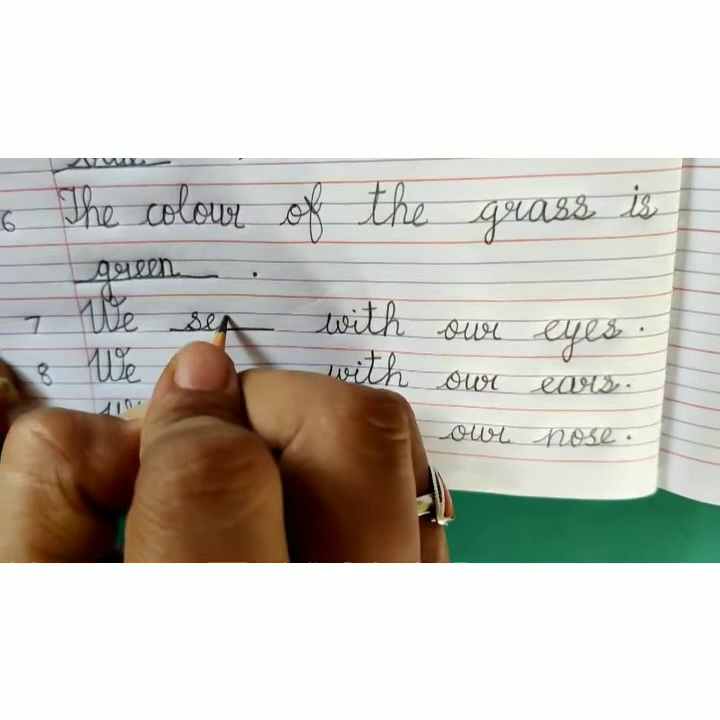 6 The colour of the grass is
green .
7 We se with our eyes.
8 We with our ears.
our nose.